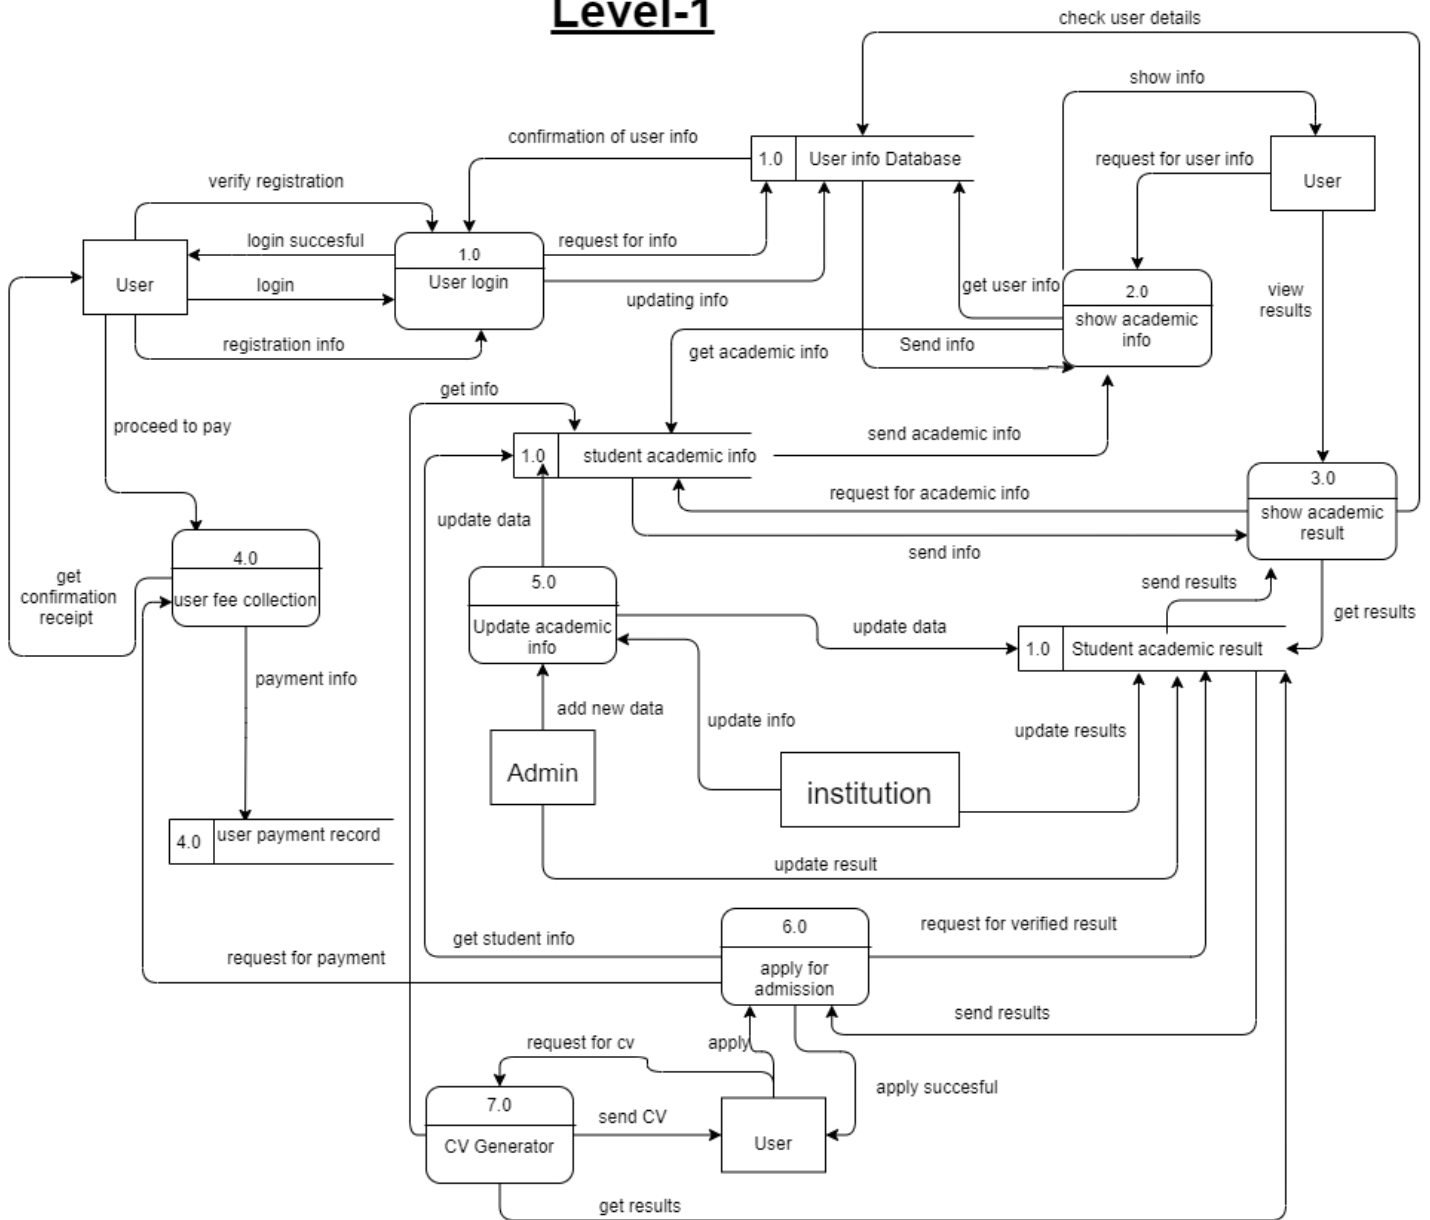 Level-1
check user details
show info
confirmation of user info
1.0
User info Database
request for user info
User
verify registration
login succesful
1.0
User login
request for info
User
login
updating info
get user info
2.0
show academic
info
view
results
registration info
get academic info
Send info
get info
proceed to pay
1.0
student academic info
send academic info
3.0
show academic
result
request for academic info
update data
send info
4.0
user fee collection
get
confirmation
receipt
5.0
Update academic
info
send results
get results
update data
1.0
Student academic result
payment info
add new data
update info
update results
Admin
institution
4.0
user payment record
update result
6.0
apply for
admission
request for verified result
get student info
request for payment
send results
request for cv
apply
apply succesful
7.0
CV Generator
send CV
User
get results